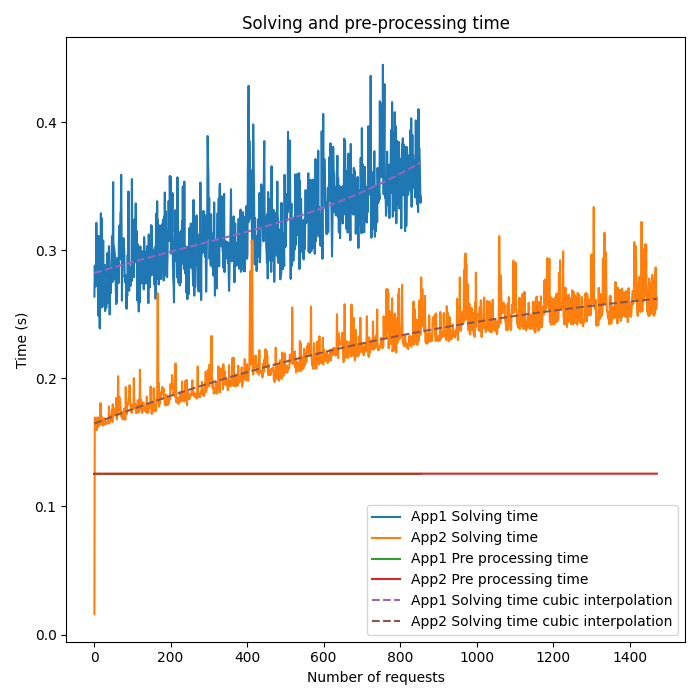 Solving and pre-processing time
0.4
0.3
0.2
0.1
0.0
Time (s)
App1 Solving time
App2 Solving time
App1 Pre processing time
App2 Pre processing time
App1 Solving time cubic interpolation
App2 Solving time cubic interpolation
0 200 400 600 800 1000 1200 1400
Number of requests